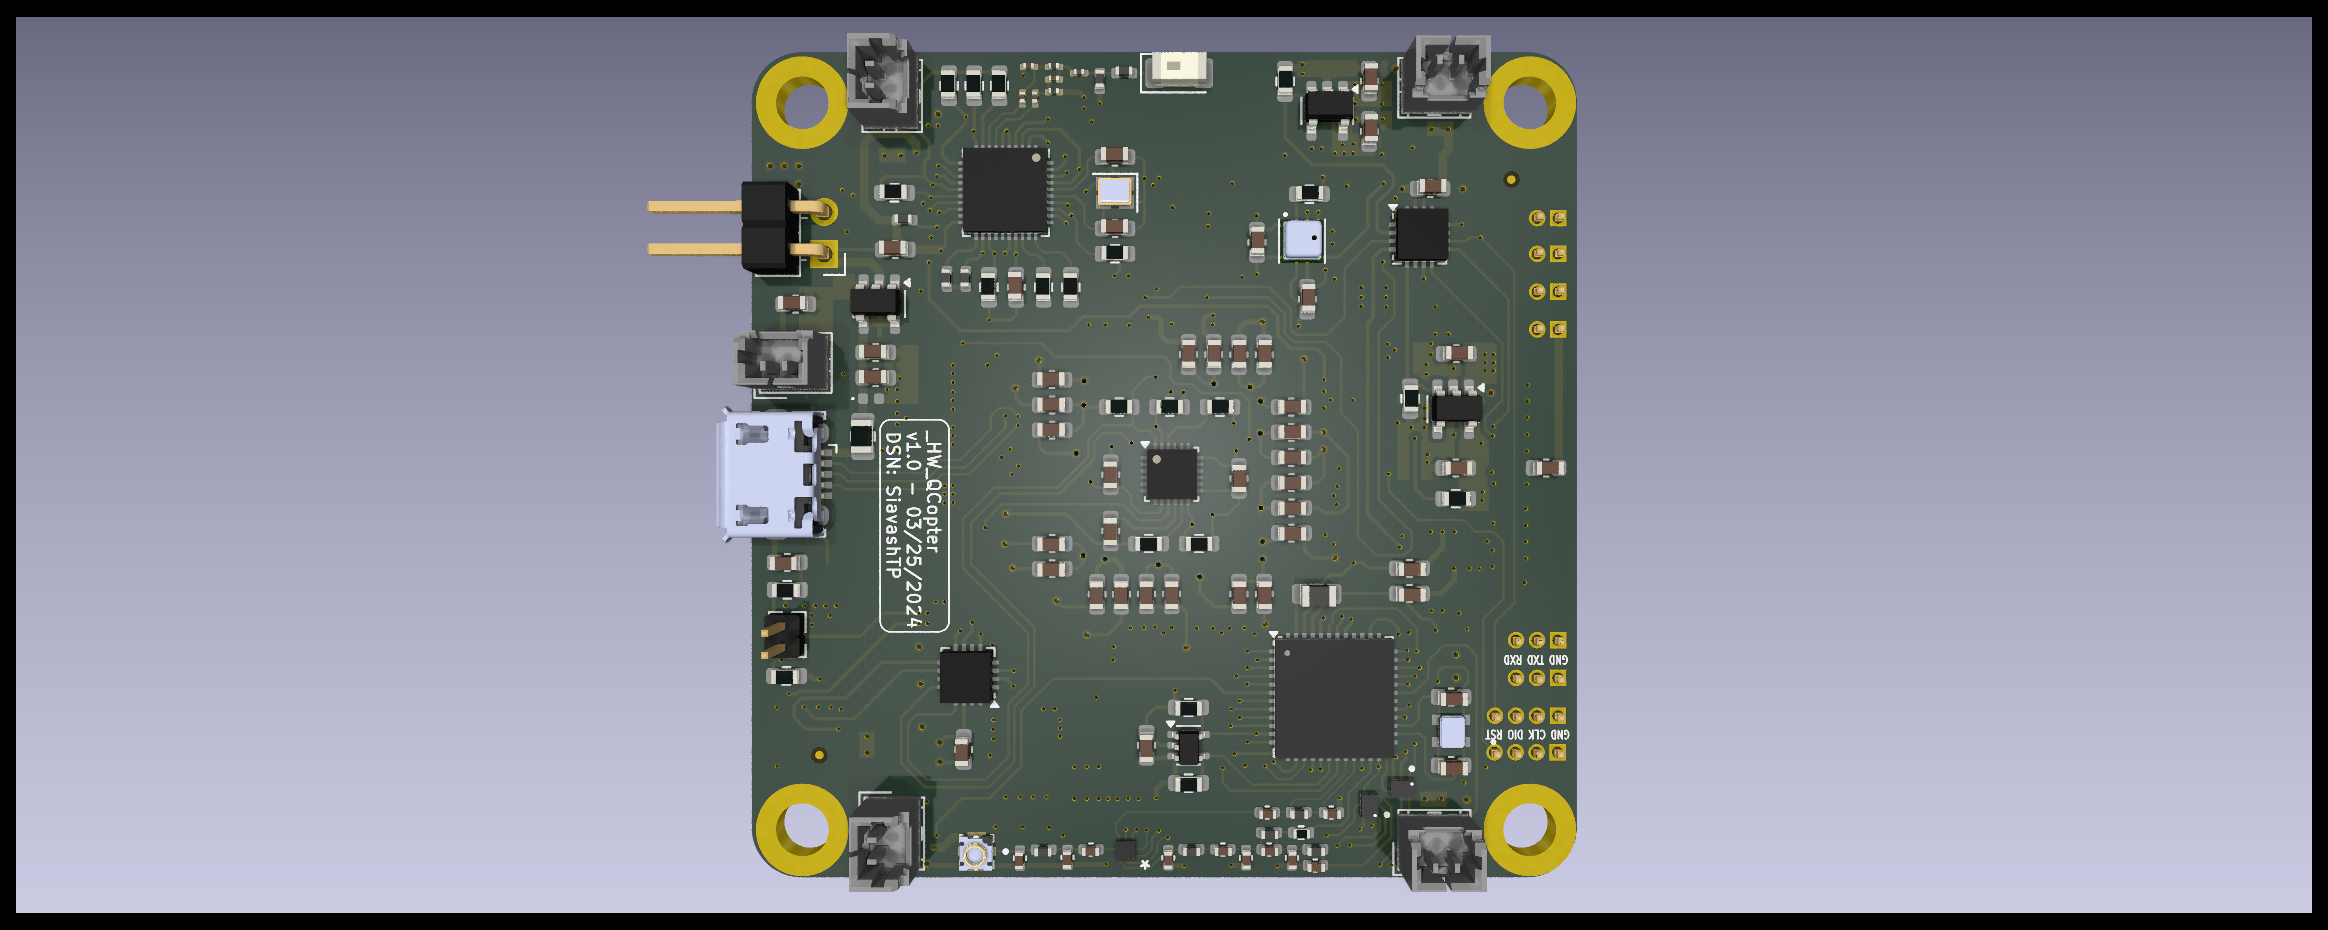 _HW_QCopter
v1.0 - 03/25/2024
DSN: SiavashTP
GND TXD RXD
GND CLK DIO RST
*